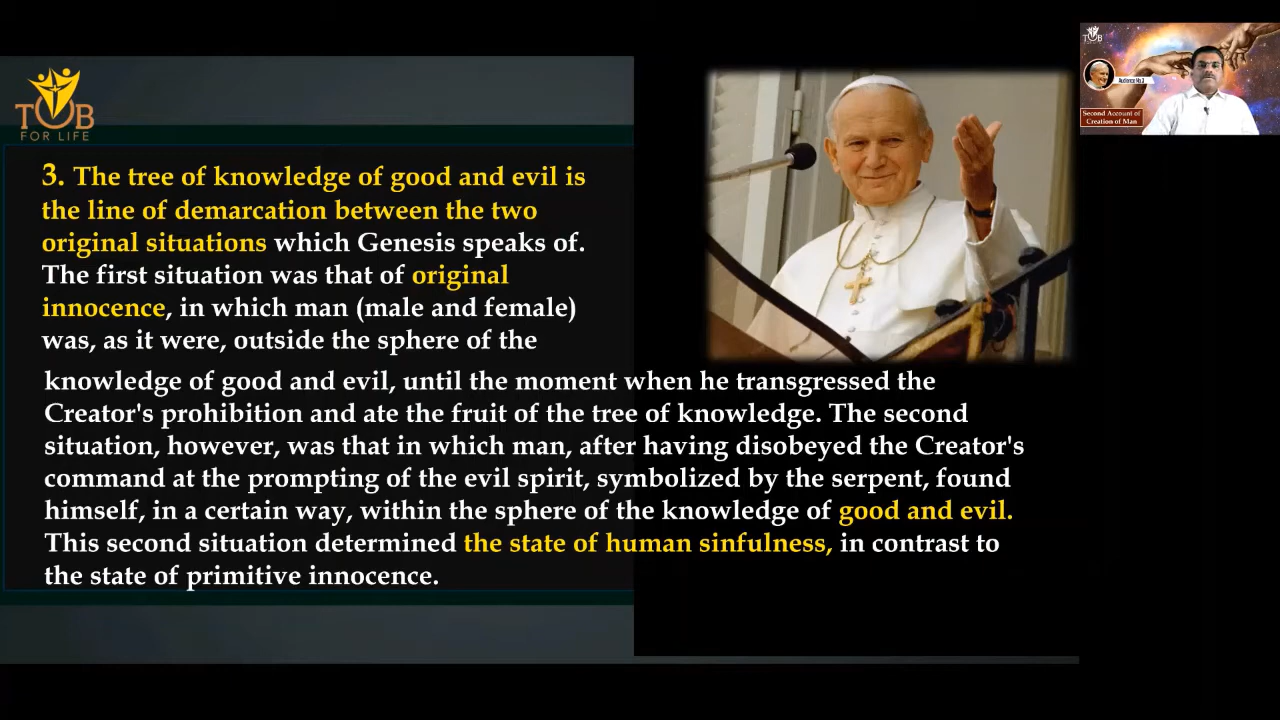 TOB
FOR LIFE
3. The tree of knowledge of good and evil is
the line of demarcation between the two
original situations which Genesis speaks of.
The first situation was that of original
innocence, in which man (male and female)
was, as it were, outside the sphere of the
knowledge of good and evil, until the moment when he transgressed the
Creator's prohibition and ate the fruit of the tree of knowledge. The second
situation, however, was that in which man, after having disobeyed the Creator's
command at the prompting of the evil spirit, symbolized by the serpent, found
himself, in a certain way, within the sphere of the knowledge of good and evil.
This second situation determined the state of human sinfulness, in contrast to
the state of primitive innocence.
TOB
Second Account of
Creation of Man